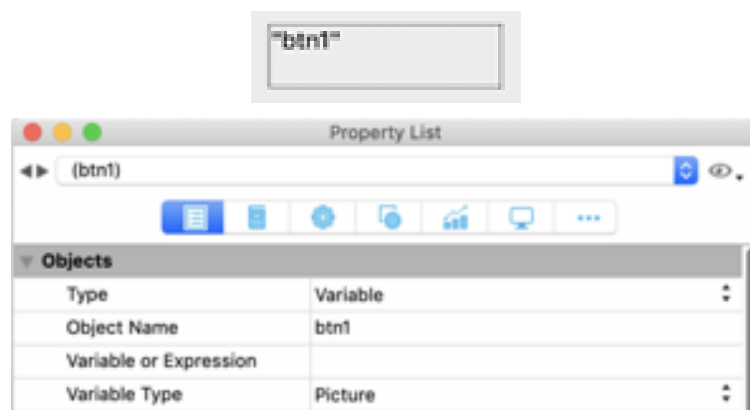 "btn1"
Property List
(btn1)
Objects
Type Variable
Object Name btn1
Variable or Expression
Variable Type Picture